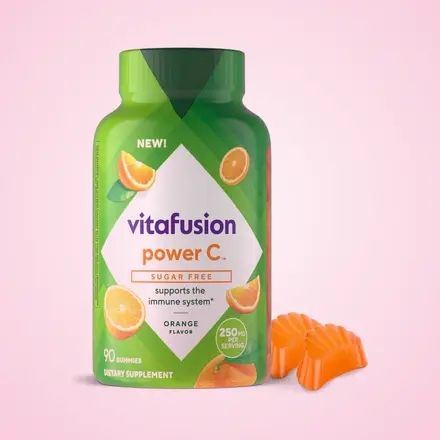 NEW!
vitafusion
power C™
SUGAR FREE
supports the
immune system*
ORANGE
FLAVOR
250 MG
PER
SERVING
90 GUMMIES
DIETARY SUPPLEMENT